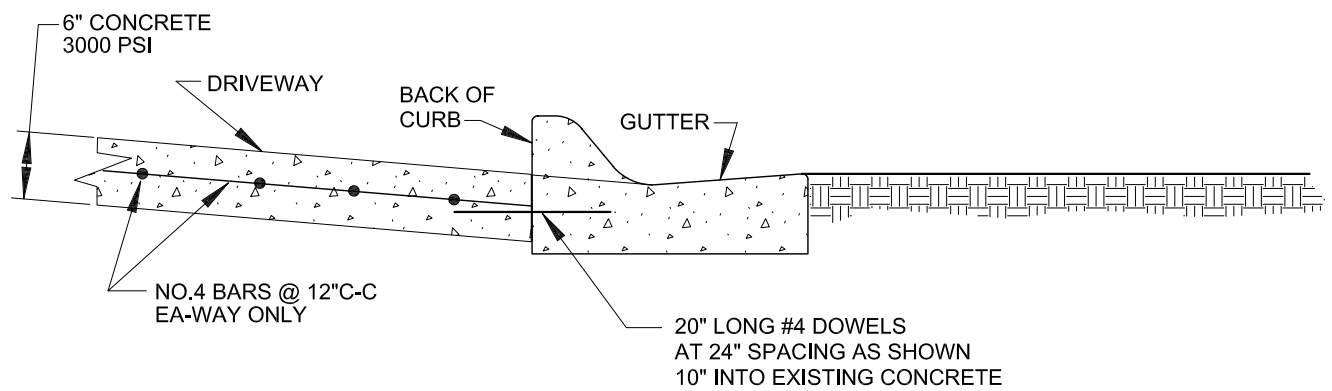 6" CONCRETE
3000 PSI
DRIVEWAY
BACK OF
CURB
GUTTER
NO.4 BARS @ 12"C-C
EA-WAY ONLY
20" LONG #4 DOWELS
AT 24" SPACING AS SHOWN
10" INTO EXISTING CONCRETE